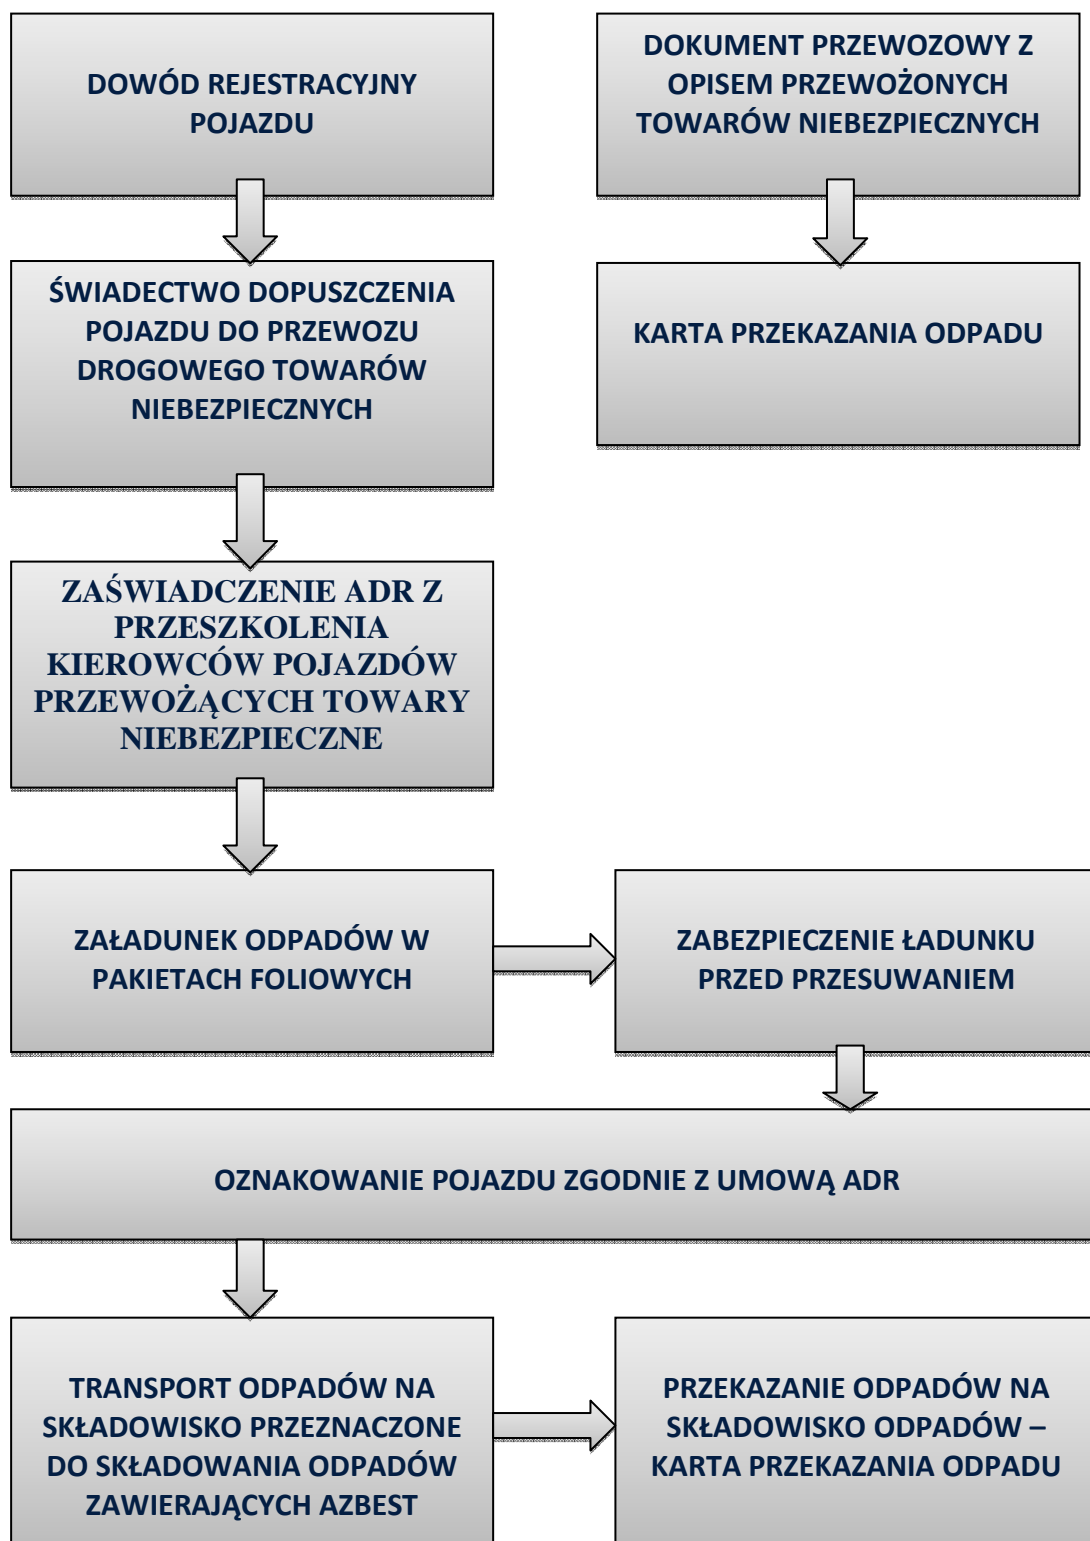 DOWÓD REJESTRACYJNY
POJAZDU
DOKUMENT PRZEWOZOWY Z
OPISEM PRZEWOŻONYCH
TOWARÓW NIEBEZPIECZNYCH
ŚWIADECTWO DOPUSZCZENIA
POJAZDU DO PRZEWOZU
DROGOWEGO TOWARÓW
NIEBEZPIECZNYCH
KARTA PRZEKAZANIA ODPADU
ZAŚWIADCZENIE ADR Z
PRZESZKOLENIA
KIEROWCÓW POJAZDÓW
PRZEWOŻĄCYCH TOWARY
NIEBEZPIECZNE
ZAŁADUNEK ODPADÓW W
PAKIETACH FOLIOWYCH
ZABEZPIECZENIE ŁADUNKU
PRZED PRZESUWANIEM
OZNAKOWANIE POJAZDU ZGODNIE Z UMOWĄ ADR
TRANSPORT ODPADÓW NA
SKŁADOWISKO PRZEZNACZONE
DO SKŁADOWANIA ODPADÓW
ZAWIERAJĄCYCH AZBEST
PRZEKAZANIE ODPADÓW NA
SKŁADOWISKO ODPADÓW –
KARTA PRZEKAZANIA ODPADU